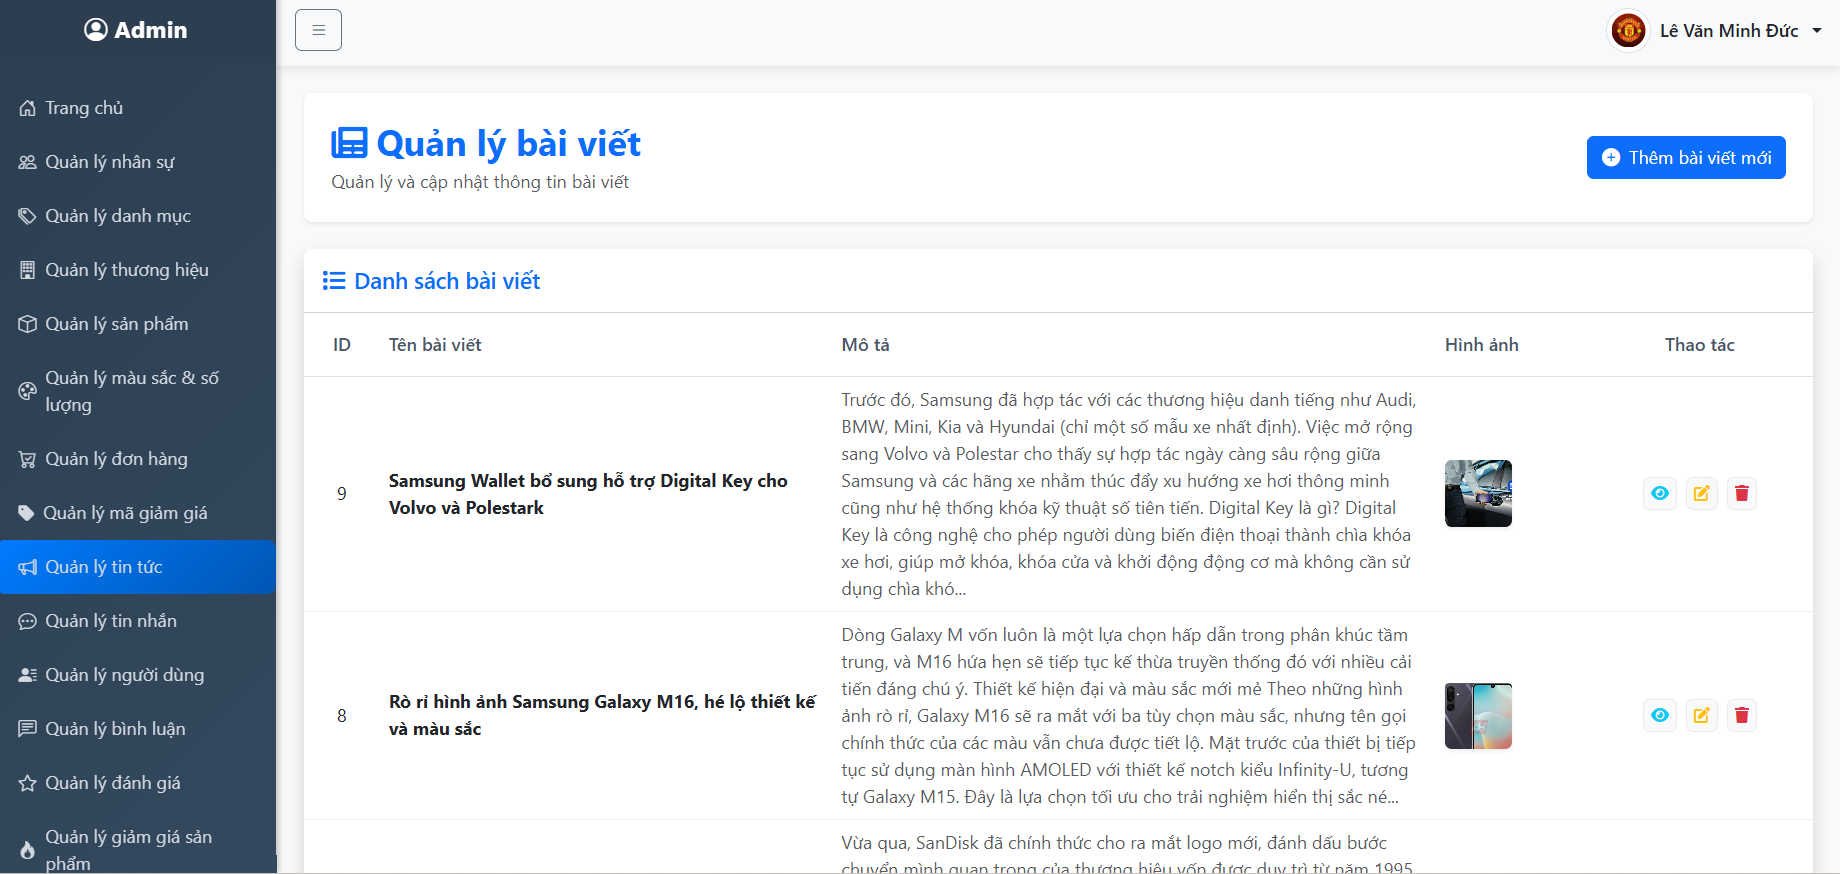 Admin
Lê Văn Minh Đức
Trang chủ
Quản lý nhân sự
Quản lý danh mục
Quản lý thương hiệu
Quản lý sản phẩm
Quản lý màu sắc & số
lượng
Quản lý đơn hàng
Quản lý mã giảm giá
Quản lý tin tức
Quản lý tin nhắn
Quản lý người dùng
Quản lý bình luận
Quản lý đánh giá
Quản lý giảm giá sản
phẩm
Quản lý bài viết
Quản lý và cập nhật thông tin bài viết
Thêm bài viết mới
Danh sách bài viết
ID Tên bài viết Mô tả Hình ảnh Thao tác
9
Samsung Wallet bổ sung hỗ trợ Digital Key cho
Volvo và Polestark
Trước đó, Samsung đã hợp tác với các thương hiệu danh tiếng như Audi,
BMW, Mini, Kia và Hyundai (chỉ một số mẫu xe nhất định). Việc mở rộng
sang Volvo và Polestar cho thấy sự hợp tác ngày càng sâu rộng giữa
Samsung và các hãng xe nhằm thúc đẩy xu hướng xe hơi thông minh
cũng như hệ thống khóa kỹ thuật số tiên tiến. Digital Key là gì? Digital
Key là công nghệ cho phép người dùng biến điện thoại thành chìa khóa
xe hơi, giúp mở khóa, khóa cửa và khởi động động cơ mà không cần sử
dụng chìa khó...
8
Rò rỉ hình ảnh Samsung Galaxy M16, hé lộ thiết kế
và màu sắc
Dòng Galaxy M vốn luôn là một lựa chọn hấp dẫn trong phân khúc tầm
trung, và M16 hứa hẹn sẽ tiếp tục kế thừa truyền thống đó với nhiều cải
tiến đáng chú ý. Thiết kế hiện đại và màu sắc mới mẻ Theo những hình
ảnh rò rỉ, Galaxy M16 sẽ ra mắt với ba tùy chọn màu sắc, nhưng tên gọi
chính thức của các màu vẫn chưa được tiết lộ. Mặt trước của thiết bị tiếp
tục sử dụng màn hình AMOLED với thiết kế notch kiểu Infinity-U, tương
tự Galaxy M15. Đây là lựa chọn tối ưu cho trải nghiệm hiển thị sắc né...
Vừa qua, SanDisk đã chính thức cho ra mắt logo mới, đánh dấu bước
chuyển mình quan trọng của thương hiệu vốn được duy trì từ năm 1995.